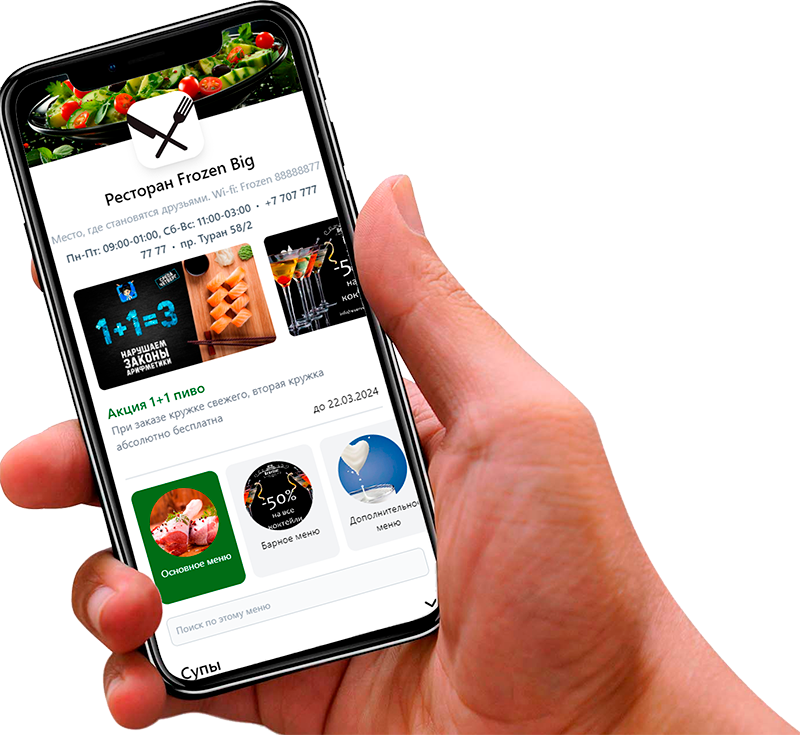 Ресторан Frozen Big
Место, где становятся друзьями. Wi-fi: Frozen 88888877
Пн-Пт: 09:00-01:00, Сб-Вс: 11:00-03:00 • +7 707 777
77 77 • пр. Туран 58/2
СРЕДА
ЧЕТВЕРГ
1+1=3
НАРУШАЕМ
ЗАКОНЫ
АРИФМЕТИКИ
-5
на
кок
Акция 1+1 пиво
При заказе кружке свежего, вторая кружка
абсолютно бесплатна
до 22.03.2024
Основное меню
-50%
на все
коктейли
Барное меню
Дополнительно
меню
Поиск по этому меню
Супы